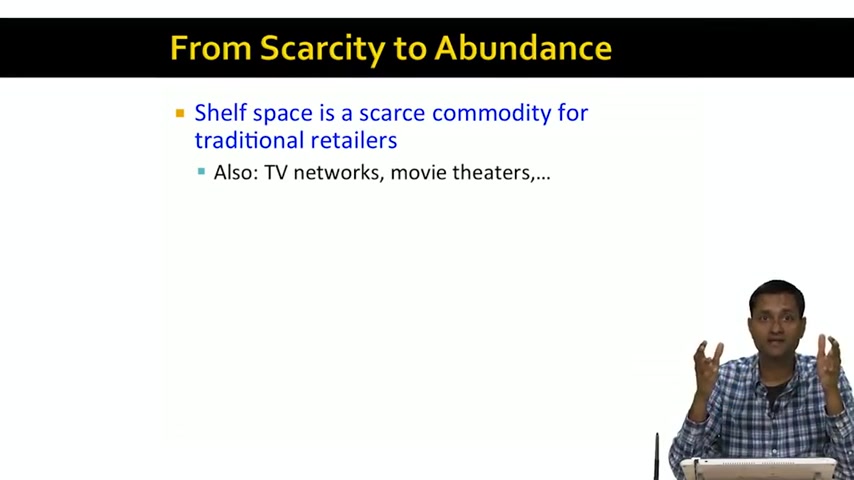 From Scarcity to Abundance
Shelf space is a scarce commodity for
traditional retailers
Also: TV networks, movie theaters,...